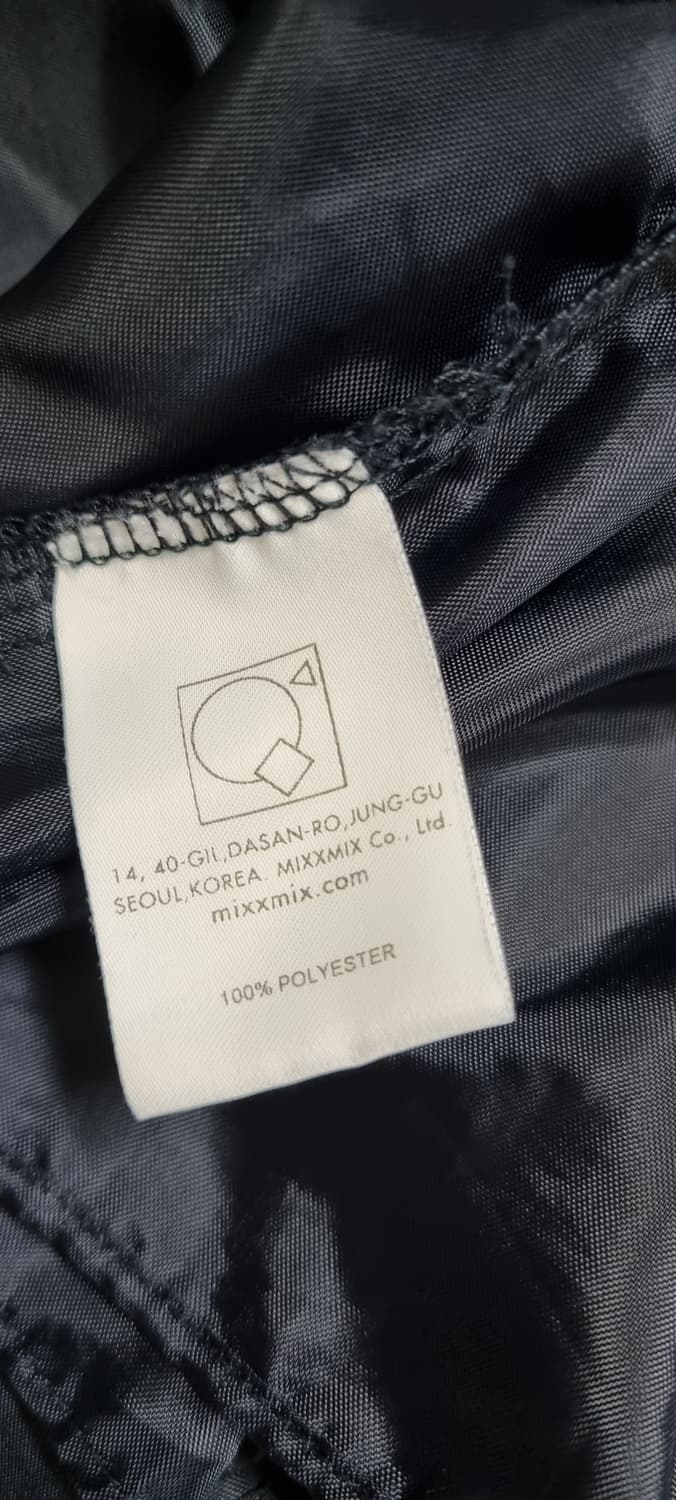 14, 40-GIL,DASAN-RO,JUNG-GU
SEOUL,KOREA. MIXXMIX Co., Ltd.
mixxmix.com
100% POLYESTER